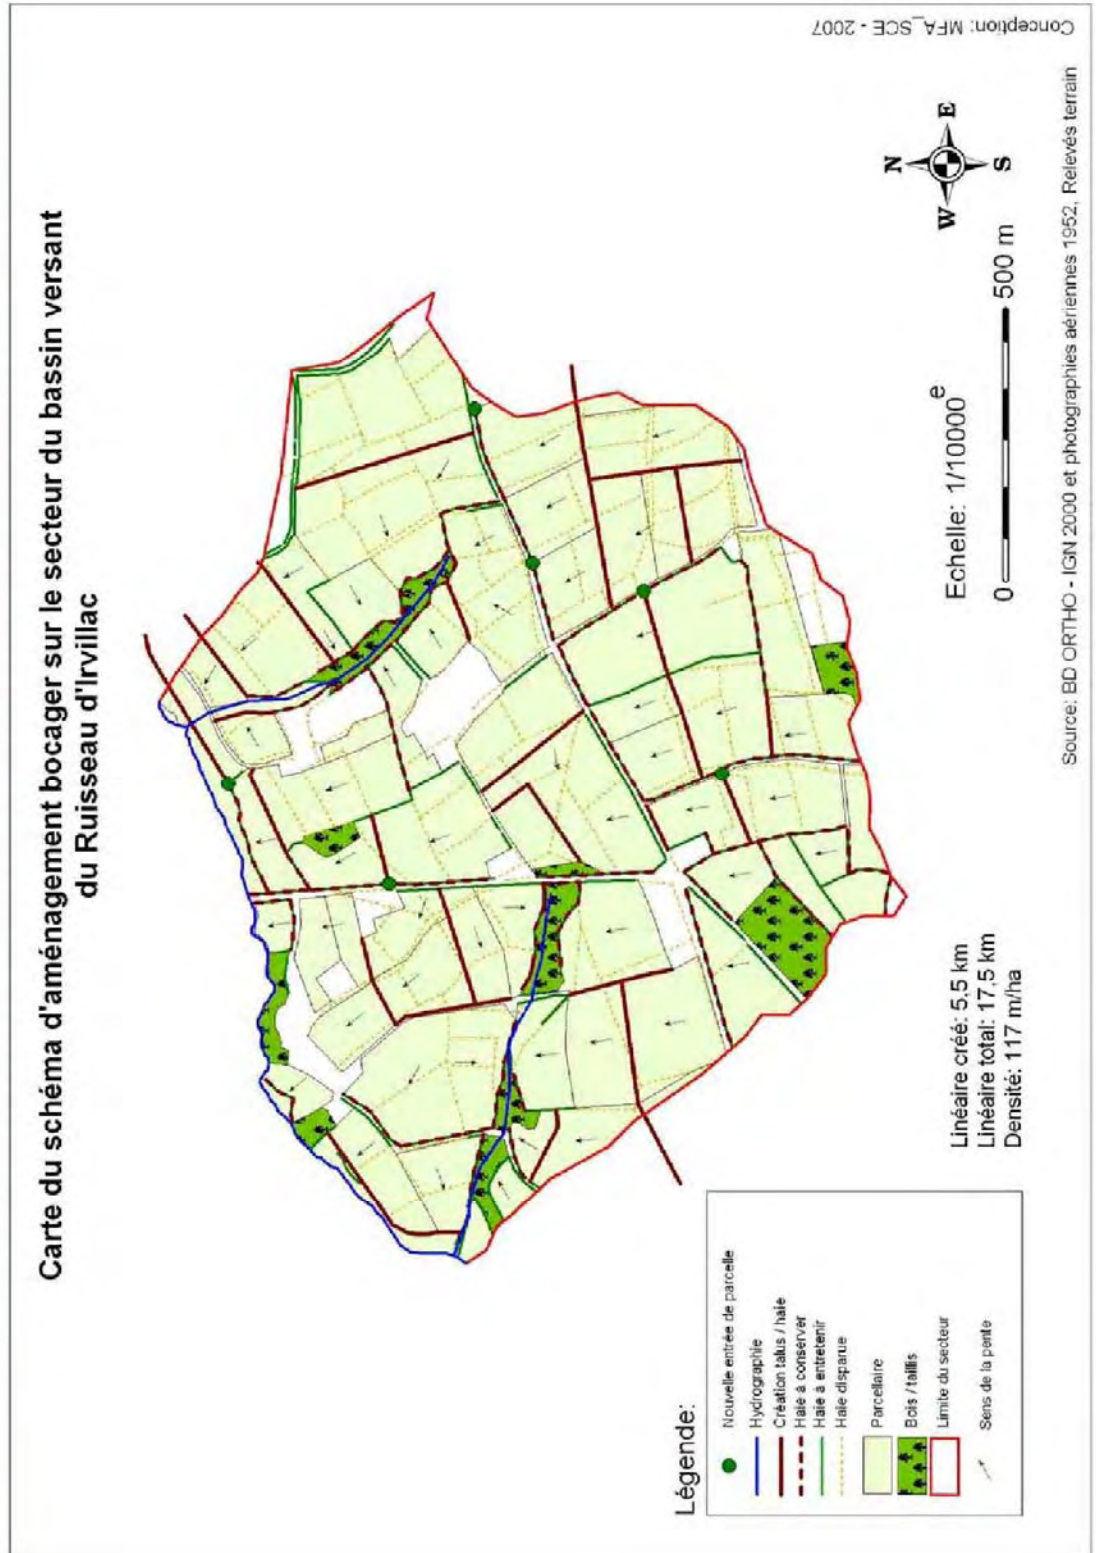 Carte du schéma d'aménagement bocager sur le secteur du bassin versant
du Ruisseau d'Irvillac
Légende:
Nouvelle entrée de parcelle
Hydrographie
Création talus / haie
Haie à conserver
Haie à entretenir
Haie disparue
Parcellaire
Bois / taillis
Limite du secteur
Sens de la pente
Linéaire créé: 5,5 km
Linéaire total: 17,5 km
Densité: 117 m/ha
Echelle: 1/10000e
0 500 m
N
W E
S
Source: BD ORTHO - IGN 2000 et photographies aériennes 1952, Relevés terrain
Conception: MFA_SCE - 2007